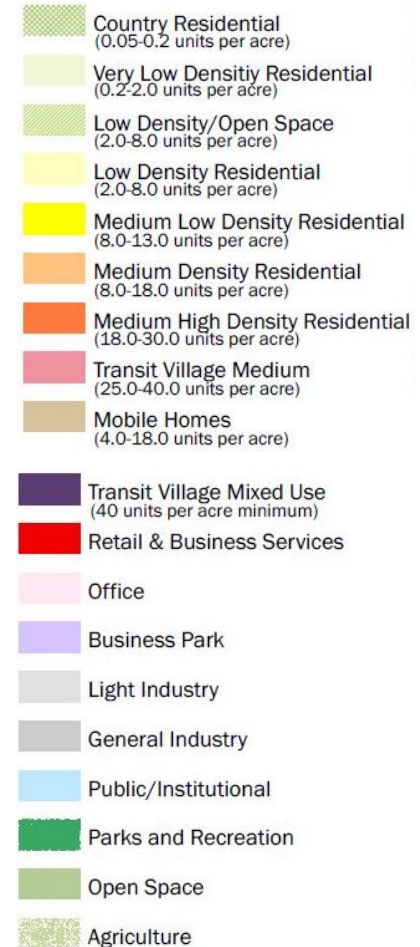 Country Residential
(0.05-0.2 units per acre)
Very Low Densitiy Residential
(0.2-2.0 units per acre)
Low Density/Open Space
(2.0-8.0 units per acre)
Low Density Residential
(2.0-8.0 units per acre)
Medium Low Density Residential
(8.0-13.0 units per acre)
Medium Density Residential
(8.0-18.0 units per acre)
Medium High Density Residential
(18.0-30.0 units per acre)
Transit Village Medium
(25.0-40.0 units per acre)
Mobile Homes
(4.0-18.0 units per acre)
Transit Village Mixed Use
(40 units per acre minimum)
Retail & Business Services
Office
Business Park
Light Industry
General Industry
Public/Institutional
Parks and Recreation
Open Space
Agriculture